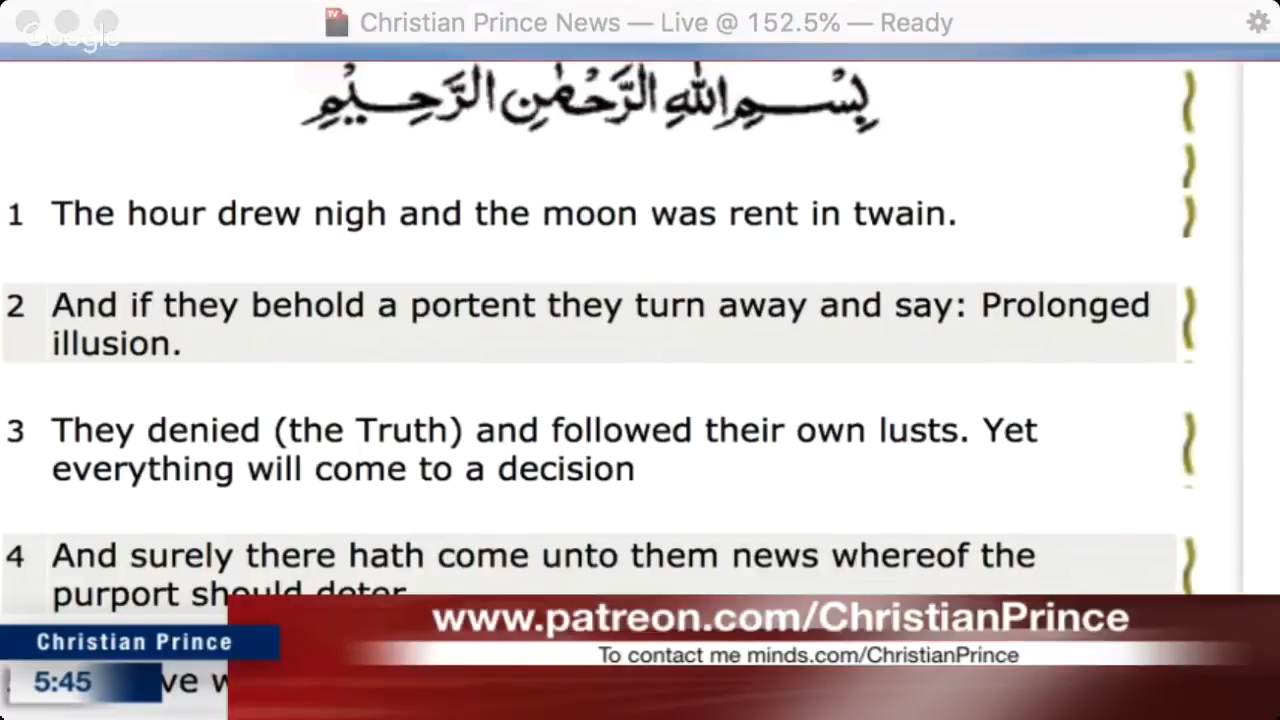 Google
Christian Prince News — Live @ 152.5% — Ready
بِسْمِ اللهِ الرَّحْمٰنِ الرَّحِيْمِ
1 The hour drew nigh and the moon was rent in twain.
2 And if they behold a portent they turn away and say: Prolonged
illusion.
3 They denied (the Truth) and followed their own lusts. Yet
everything will come to a decision
4 And surely there hath come unto them news whereof the
purport should deter
www.patreon.com/ChristianPrince
Christian Prince
To contact me minds.com/ChristianPrince
5:45